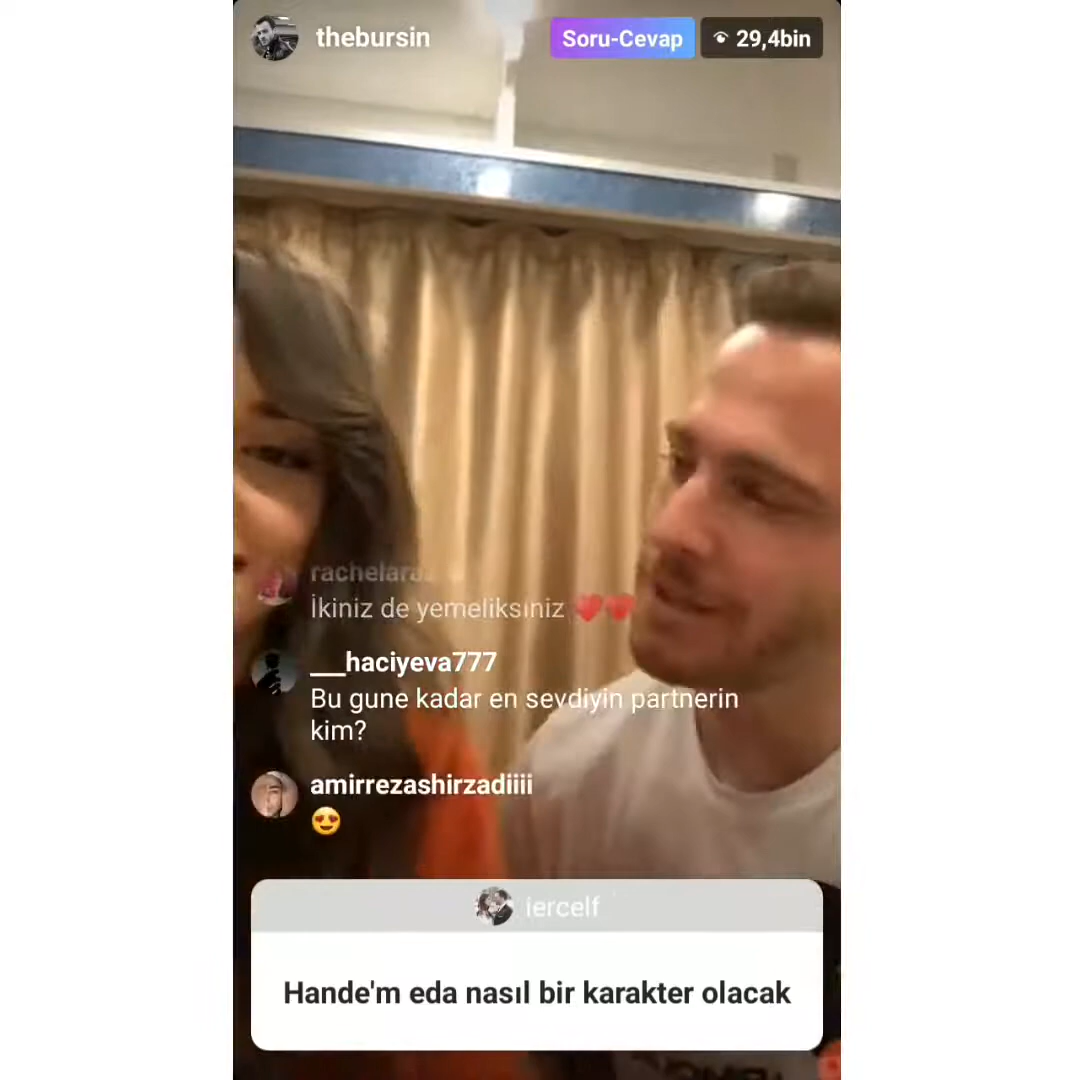 thebursin
Soru-Cevap
29,4bin
İkiniz de yemeliksiniz ❤️❤️
___haciyeva777
Bu gune kadar en sevdiyin partnerin
kim?
amirrezashirzadiiii
😍
iercelf
Hande'm eda nasıl bir karakter olacak